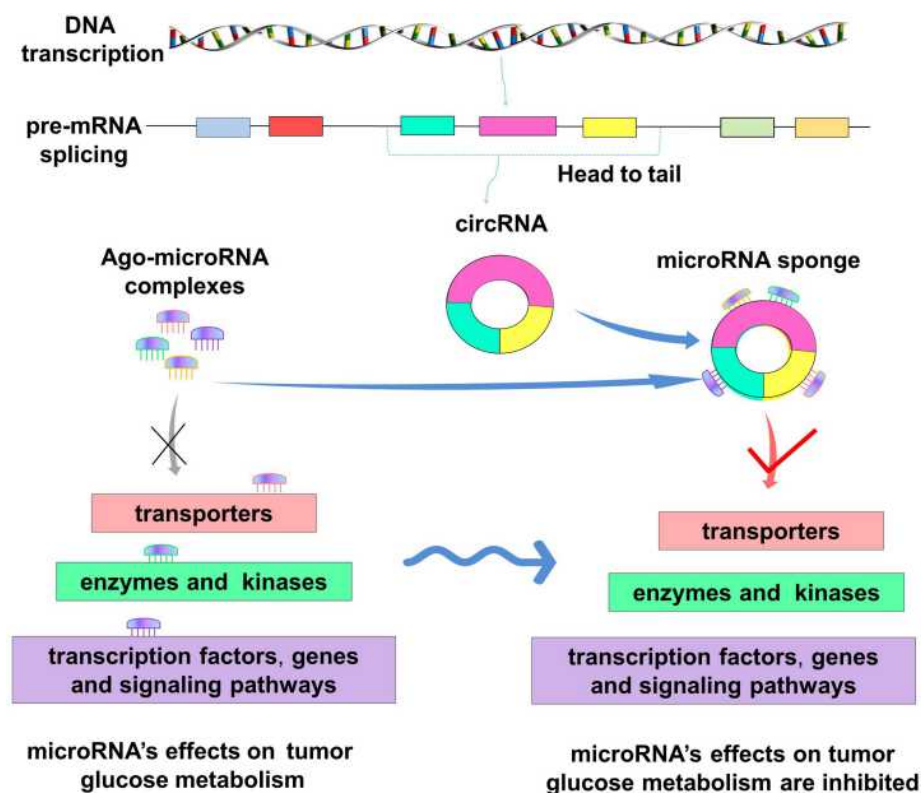 DNA
transcription
pre-mRNA
splicing
Head to tail
circRNA
Ago-microRNA
complexes
microRNA sponge
transporters
enzymes and kinases
transcription factors, genes
and signaling pathways
microRNA's effects on tumor
glucose metabolism
transporters
enzymes and kinases
transcription factors, genes
and signaling pathways
microRNA's effects on tumor
glucose metabolism are inhibited